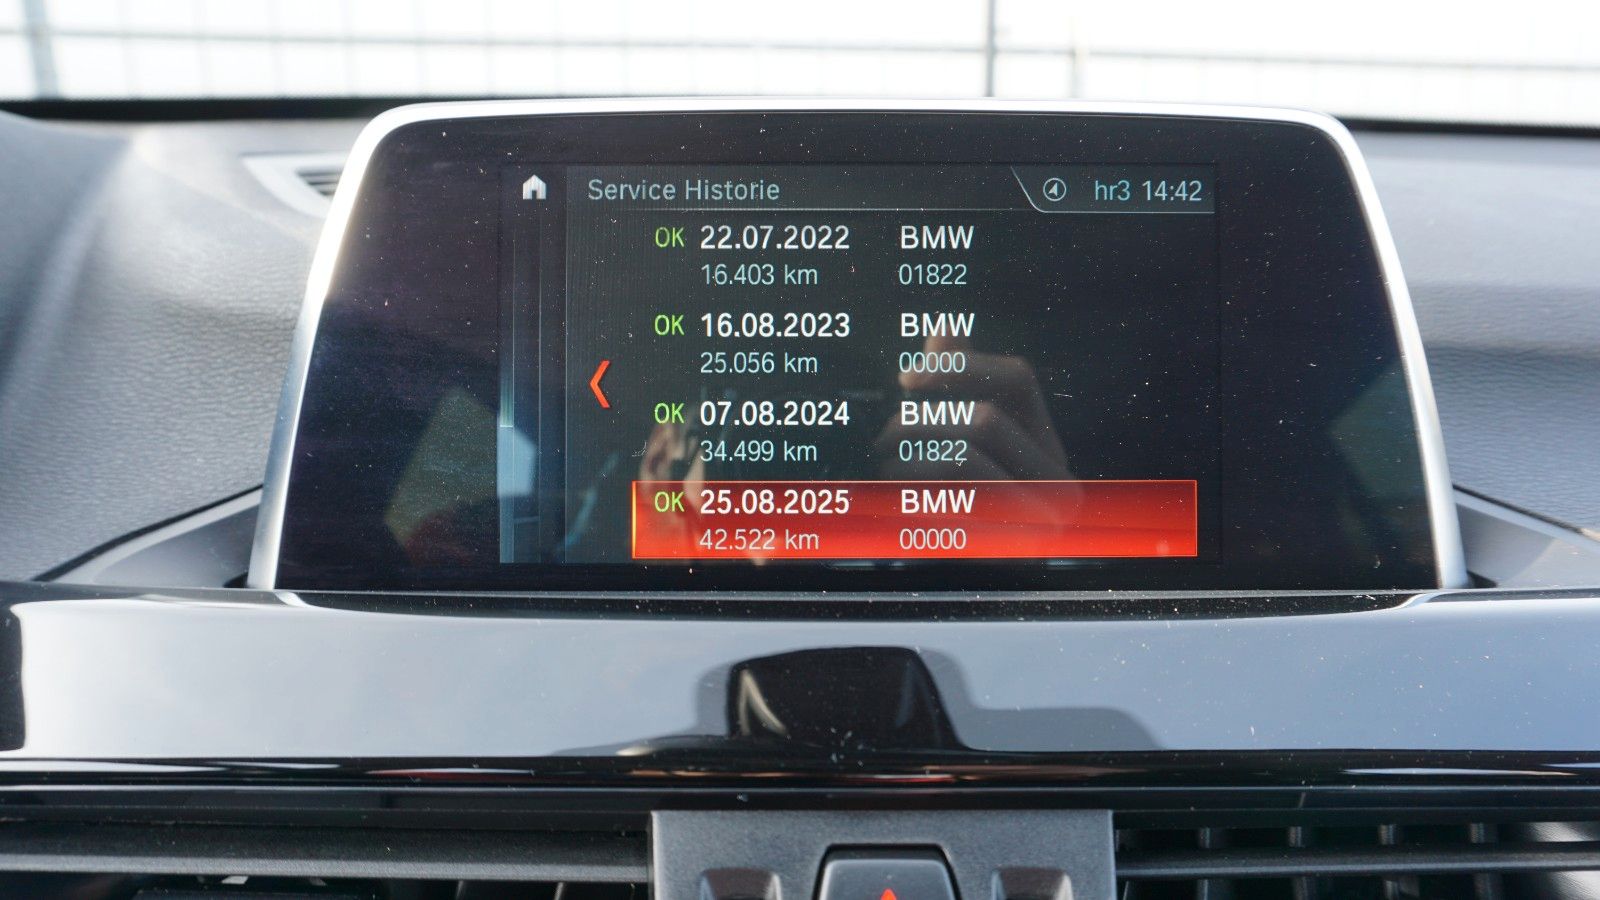 Service Historie
hr3 14:42
OK 22.07.2022 BMW
16.403 km 01822
OK 16.08.2023 BMW
25.056 km 00000
OK 07.08.2024 BMW
34.499 km 01822
OK 25.08.2025 BMW
42.522 km 00000